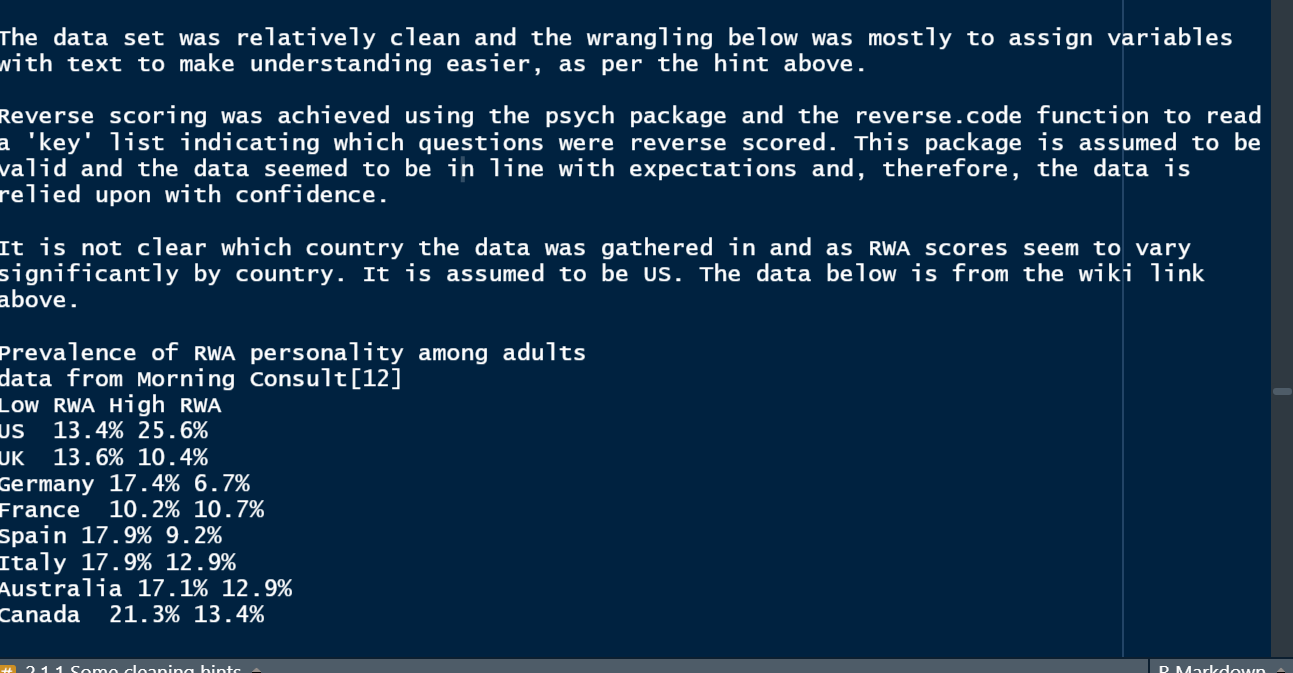 The data set was relatively clean and the wrangling below was mostly to assign variables
with text to make understanding easier, as per the hint above.
Reverse scoring was achieved using the psych package and the reverse.code function to read
a 'key' list indicating which questions were reverse scored. This package is assumed to be
valid and the data seemed to be in line with expectations and, therefore, the data is
relied upon with confidence.
It is not clear which country the data was gathered in and as RWA scores seem to vary
significantly by country. It is assumed to be US. The data below is from the wiki link
above.
Prevalence of RWA personality among adults
data from Morning Consult[12]
Low RWA High RWA
US 13.4% 25.6%
UK 13.6% 10.4%
Germany 17.4% 6.7%
France 10.2% 10.7%
Spain 17.9% 9.2%
Italy 17.9% 12.9%
Australia 17.1% 12.9%
Canada 21.3% 13.4%
# 2.1.1 Some cleaning hints R Markdown